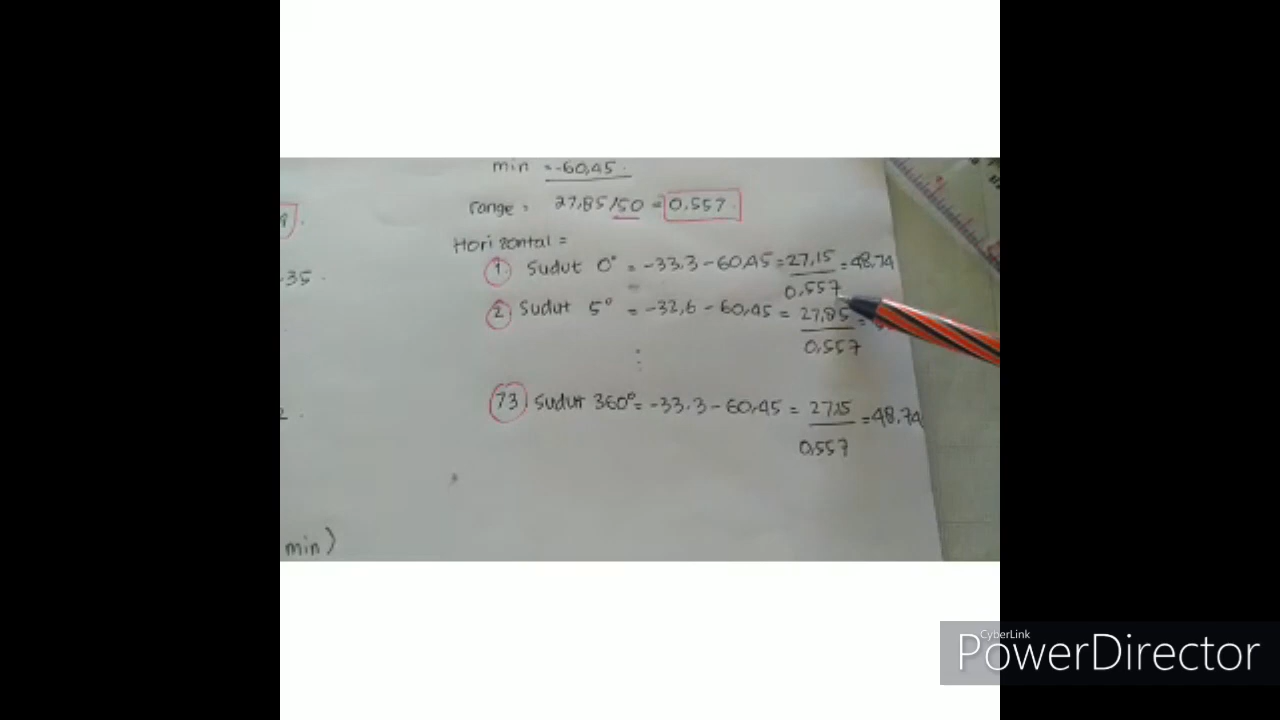 min = -60,45.
range = 27,85/50 = 0.557.
Horizontal =
1. Sudut 0° = -33.3 - 60,45 = 27,15 = 48,74
0,557
2. Sudut 5° = -32,6 - 60,45 = 27,85 =
0,557
⋮
73 Sudut 360° = -33.3 - 60,45 = 27,15 = 48,74
0,557
-35.
min)
CyberLink
PowerDirector